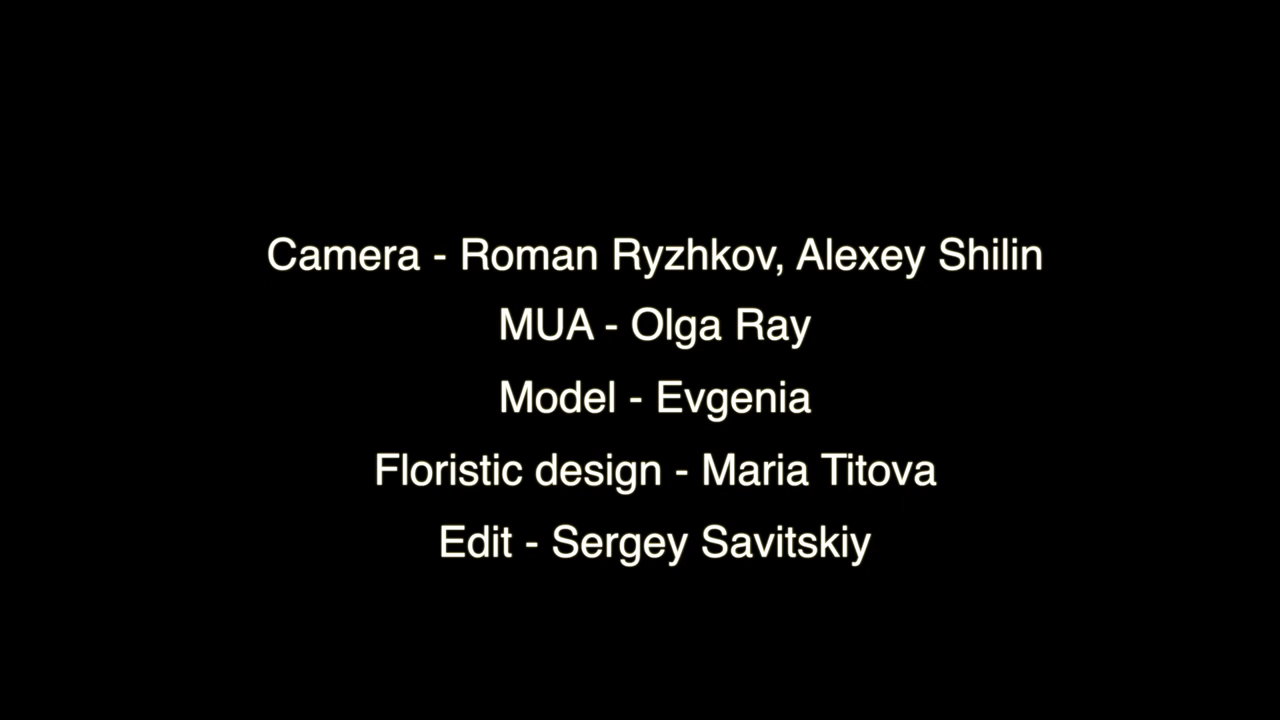 Camera - Roman Ryzhkov, Alexey Shilin
MUA - Olga Ray
Model - Evgenia
Floristic design - Maria Titova
Edit - Sergey Savitskiy